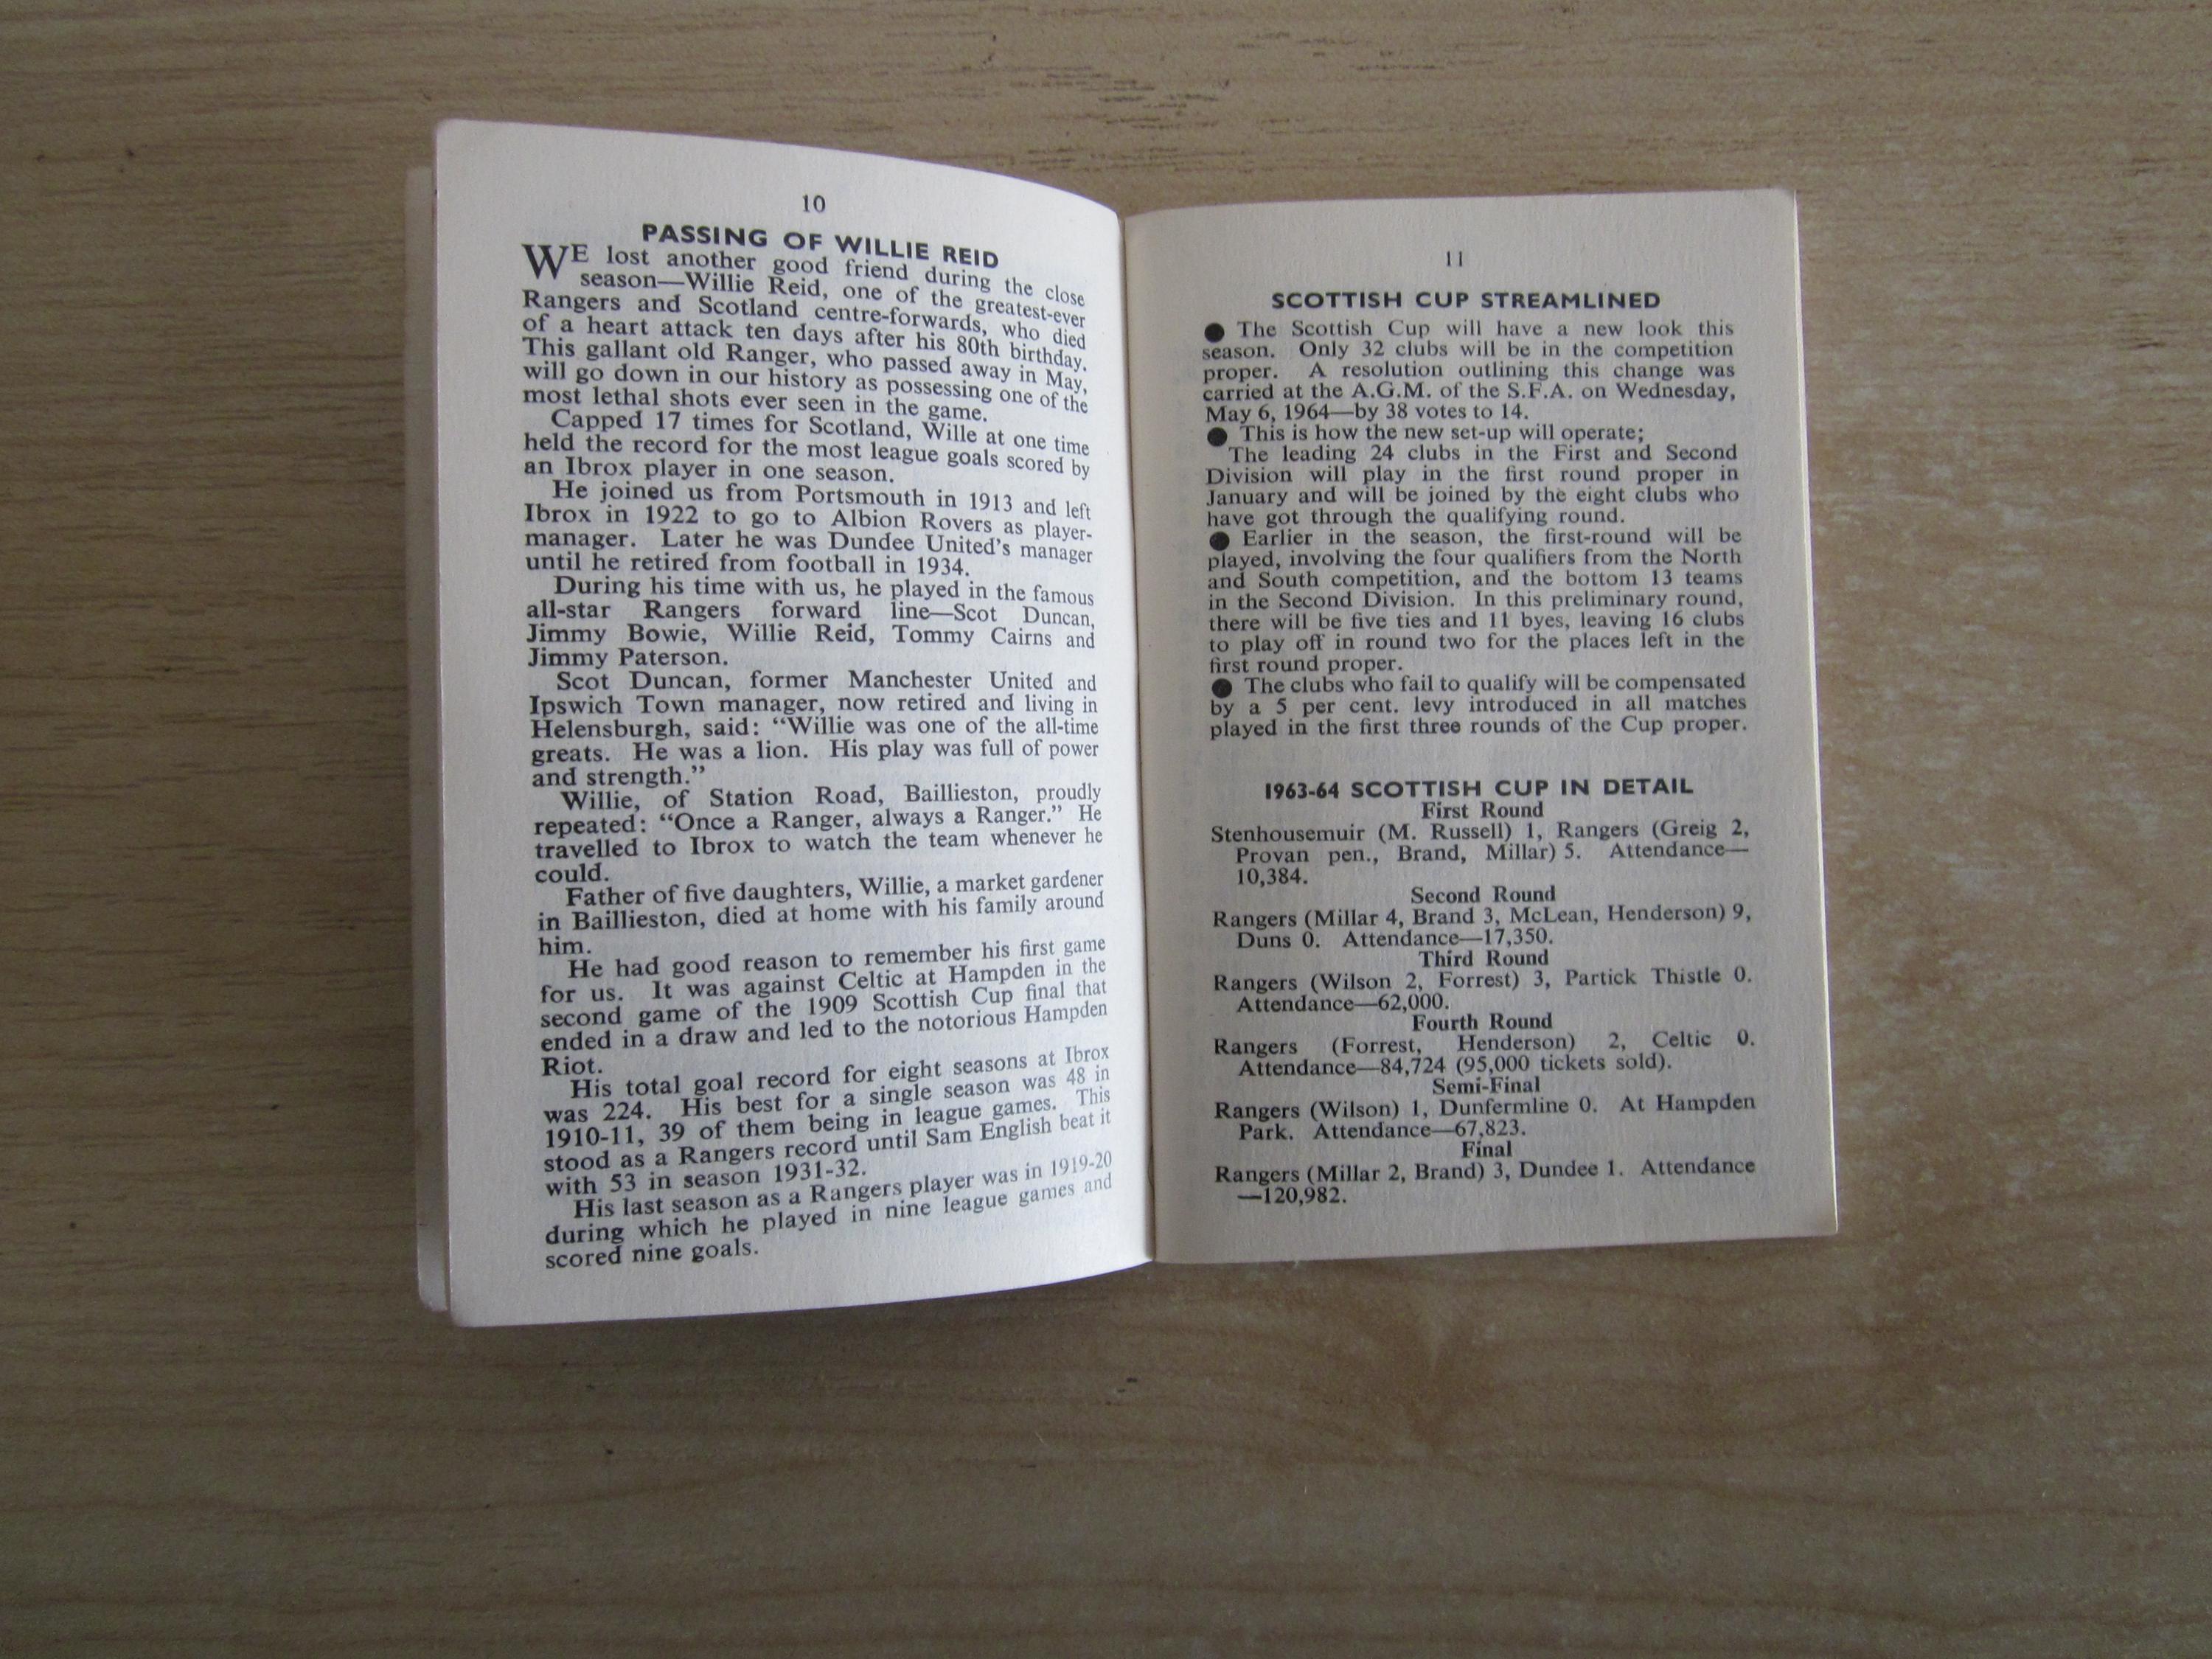 10
PASSING OF WILLIE REID
WE lost another good friend during the close
season—Willie Reid, one of the greatest-ever
Rangers and Scotland centre-forwards, who died
of a heart attack ten days after his 80th birthday.
This gallant old Ranger, who passed away in May,
will go down in our history as possessing one of the
most lethal shots ever seen in the game.
Capped 17 times for Scotland, Wille at one time
held the record for the most league goals scored by
an Ibrox player in one season.
He joined us from Portsmouth in 1913 and left
Ibrox in 1922 to go to Albion Rovers as player-
manager. Later he was Dundee United's manager
until he retired from football in 1934.
During his time with us, he played in the famous
all-star Rangers forward line—Scot Duncan,
Jimmy Bowie, Willie Reid, Tommy Cairns and
Jimmy Paterson.
Scot Duncan, former Manchester United and
Ipswich Town manager, now retired and living in
Helensburgh, said: "Willie was one of the all-time
greats. He was a lion. His play was full of power
and strength."
Willie, of Station Road, Baillieston, proudly
repeated: "Once a Ranger, always a Ranger." He
travelled to Ibrox to watch the team whenever he
could.
Father of five daughters, Willie, a market gardener
in Baillieston, died at home with his family around
him.
He had good reason to remember his first game
for us. It was against Celtic at Hampden in the
second game of the 1909 Scottish Cup final that
ended in a draw and led to the notorious Hampden
Riot.
His total goal record for eight seasons at Ibrox
was 224. His best for a single season was 48 in
1910-11, 39 of them being in league games. This
stood as a Rangers record until Sam English beat it
with 53 in season 1931-32.
His last season as a Rangers player was in 1919-20
during which he played in nine league games and
scored nine goals.
11
SCOTTISH CUP STREAMLINED
● The Scottish Cup will have a new look this
season. Only 32 clubs will be in the competition
proper. A resolution outlining this change was
carried at the A.G.M. of the S.F.A. on Wednesday,
May 6, 1964—by 38 votes to 14.
● This is how the new set-up will operate;
The leading 24 clubs in the First and Second
Division will play in the first round proper in
January and will be joined by the eight clubs who
have got through the qualifying round.
● Earlier in the season, the first-round will be
played, involving the four qualifiers from the North
and South competition, and the bottom 13 teams
in the Second Division. In this preliminary round,
there will be five ties and 11 byes, leaving 16 clubs
to play off in round two for the places left in the
first round proper.
● The clubs who fail to qualify will be compensated
by a 5 per cent. levy introduced in all matches
played in the first three rounds of the Cup proper.
1963-64 SCOTTISH CUP IN DETAIL
First Round
Stenhousemuir (M. Russell) 1, Rangers (Greig 2,
Provan pen., Brand, Millar) 5. Attendance—
10,384.
Second Round
Rangers (Millar 4, Brand 3, McLean, Henderson) 9,
Duns 0. Attendance—17,350.
Third Round
Rangers (Wilson 2, Forrest) 3, Partick Thistle 0.
Attendance—62,000.
Fourth Round
Rangers (Forrest, Henderson) 2, Celtic 0.
Attendance—84,724 (95,000 tickets sold).
Semi-Final
Rangers (Wilson) 1, Dunfermline 0. At Hampden
Park. Attendance—67,823.
Final
Rangers (Millar 2, Brand) 3, Dundee 1. Attendance
—120,982.